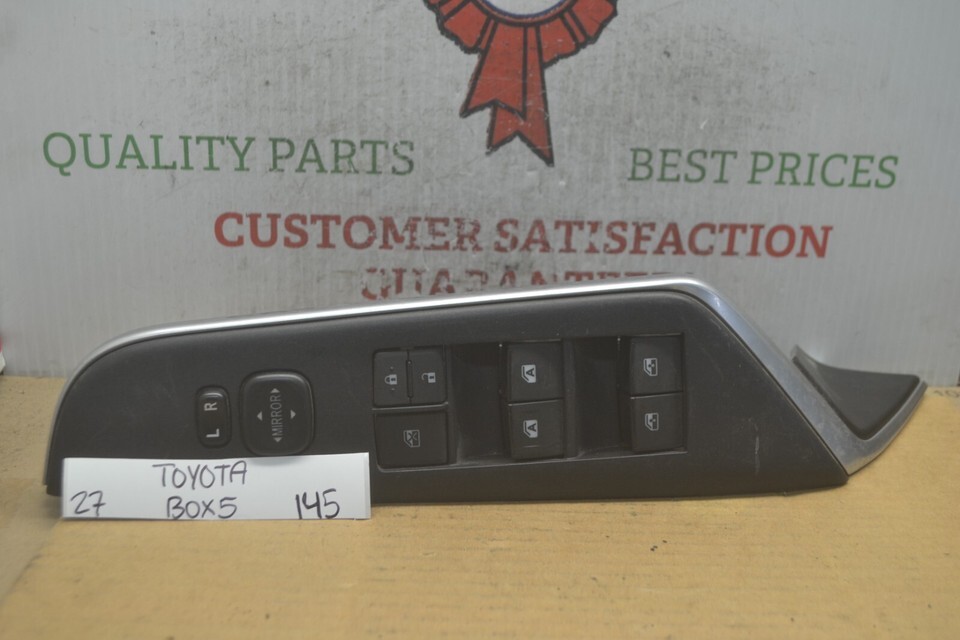 QUALITY PARTS
BEST PRICES
CUSTOMER SATISFACTION
L R
MIRROR
A
A
TOYOTA
27 BOX5 145